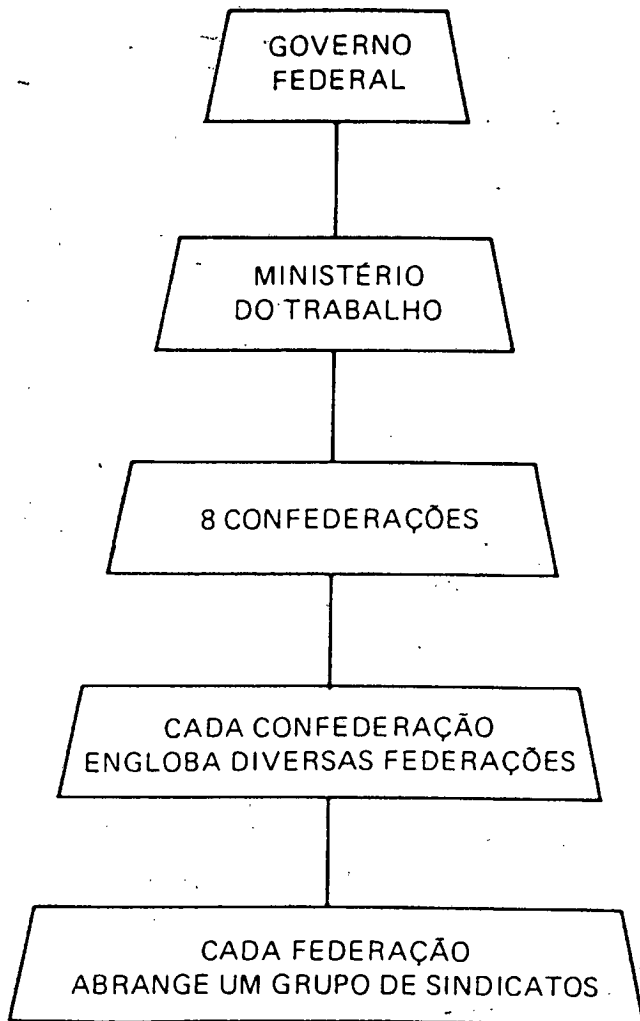 GOVERNO
FEDERAL
MINISTÉRIO
DO TRABALHO
8 CONFEDERAÇÕES
CADA CONFEDERAÇÃO
ENGLOBA DIVERSAS FEDERAÇÕES
CADA FEDERAÇÃO
ABRANGE UM GRUPO DE SINDICATOS